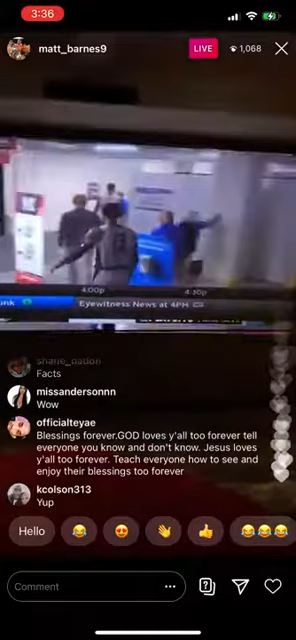 3:36
matt_barnes9
LIVE
1,068
4:00p
4:30p
Eyewitness News at 4PM
shane_dation
Facts
missandersonnn
Wow
officialteyae
Blessings forever.GOD loves y'all too forever tell
everyone you know and don't know. Jesus loves
y'all too forever. Teach everyone how to see and
enjoy their blessings too forever
kcolson313
Yup
Hello
Comment